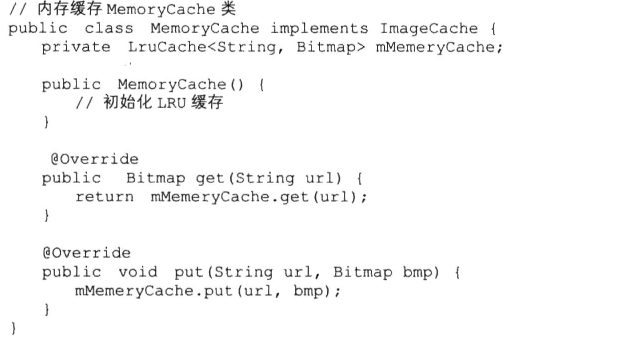 // 内存缓存 MemoryCache 类
public class MemoryCache implements ImageCache {
private LruCache<String, Bitmap> mMemeryCache;
public MemoryCache() {
// 初始化 LRU 缓存
}
@Override
public Bitmap get(String url) {
return mMemeryCache.get(url);
}
@Override
public void put(String url, Bitmap bmp) {
mMemeryCache.put(url, bmp);
}
}